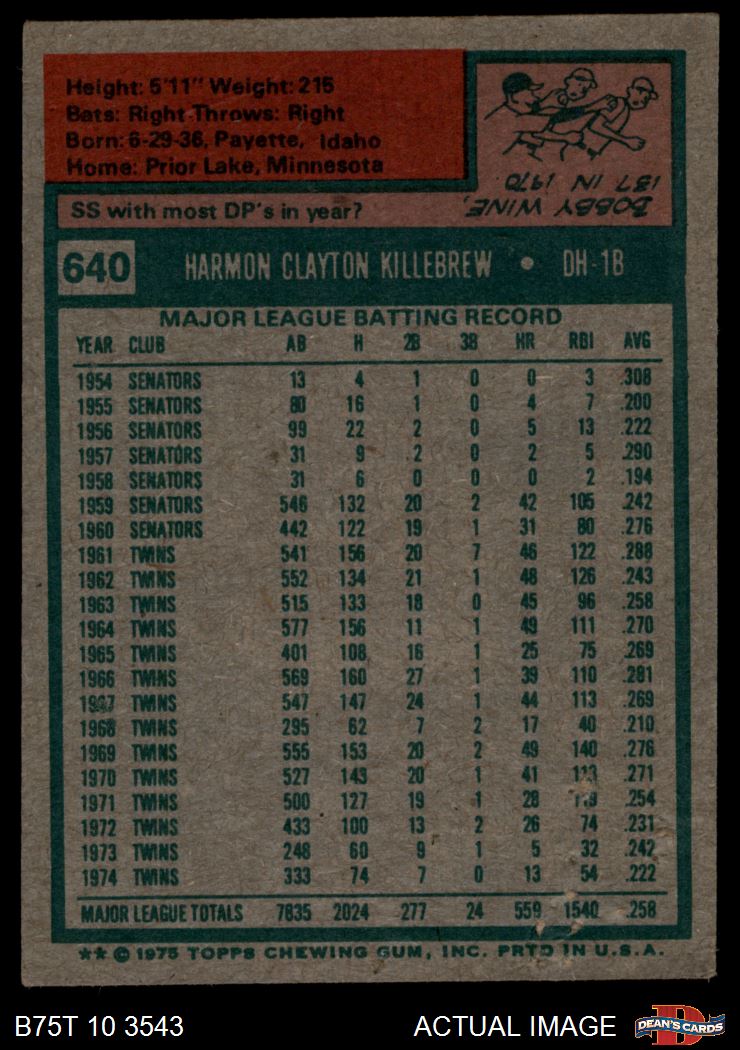 Height: 5'11" Weight: 215
Bats: Right Throws: Right
Born: 6-29-36, Payette, Idaho
Home: Prior Lake, Minnesota
SS with most DP's in year?
BOBBY WINE,
137 IN 1970
640 HARMON CLAYTON KILLEBREW • DH-1B
MAJOR LEAGUE BATTING RECORD
YEAR CLUB AB H 2B 3B HR RBI AVG
1954 SENATORS 13 4 1 0 0 3 .308
1955 SENATORS 80 16 1 0 4 7 .200
1956 SENATORS 99 22 2 0 5 13 .222
1957 SENATORS 31 9 2 0 2 5 .290
1958 SENATORS 31 6 0 0 0 2 .194
1959 SENATORS 546 132 20 2 42 105 .242
1960 SENATORS 442 122 19 1 31 80 .276
1961 TWINS 541 156 20 7 46 122 .288
1962 TWINS 552 134 21 1 48 126 .243
1963 TWINS 515 133 18 0 45 96 .258
1964 TWINS 577 156 11 1 49 111 .270
1965 TWINS 401 108 16 1 25 75 .269
1966 TWINS 569 160 27 1 39 110 .281
1967 TWINS 547 147 24 1 44 113 .269
1968 TWINS 295 62 7 2 17 40 .210
1969 TWINS 555 153 20 2 49 140 .276
1970 TWINS 527 143 20 1 41 113 .271
1971 TWINS 500 127 19 1 28 119 .254
1972 TWINS 433 100 13 2 26 74 .231
1973 TWINS 248 60 9 1 5 32 .242
1974 TWINS 333 74 7 0 13 54 .222
MAJOR LEAGUE TOTALS 7835 2024 277 24 559 1540 .258
** © 1975 TOPPS CHEWING GUM, INC. PRTD IN U.S.A.
B75T 10 3543 ACTUAL IMAGE
D
DEAN'S CARDS